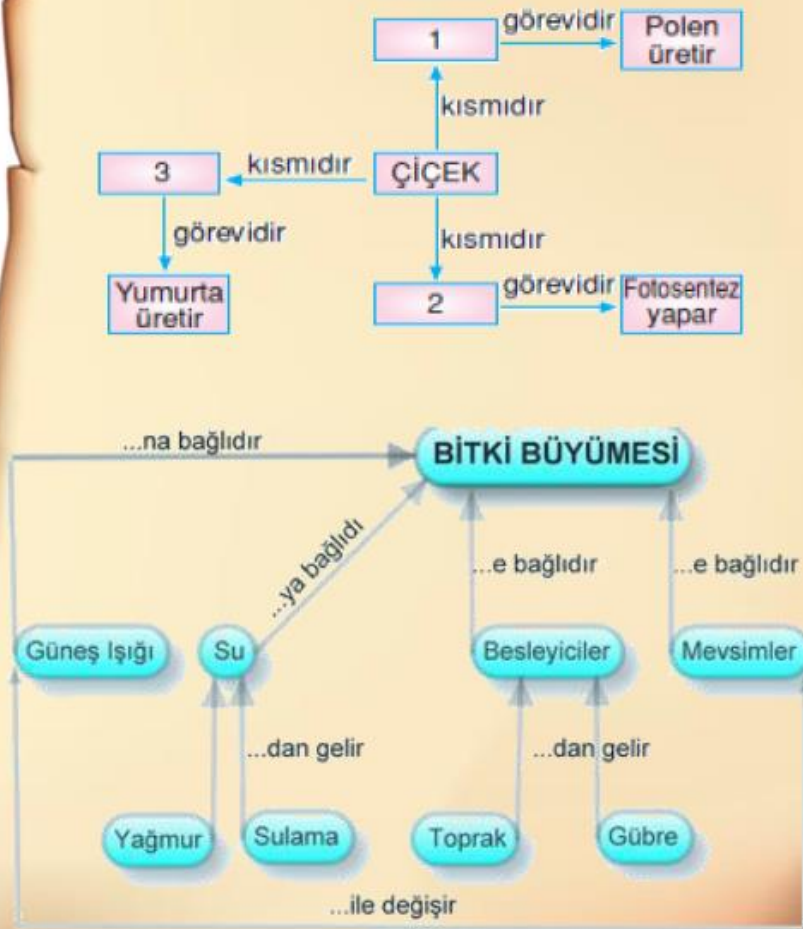 1
görevidir
Polen
üretir
kısmıdır
3
kısmıdır
ÇİÇEK
görevidir
kısmıdır
Yumurta
üretir
2
görevidir
Fotosentez
yapar
...na bağlıdır
BİTKİ BÜYÜMESİ
...ya bağlıdı
...e bağlıdır
...e bağlıdır
Güneş Işığı
Su
Besleyiciler
Mevsimler
...dan gelir
...dan gelir
Yağmur
Sulama
Toprak
Gübre
...ile değişir